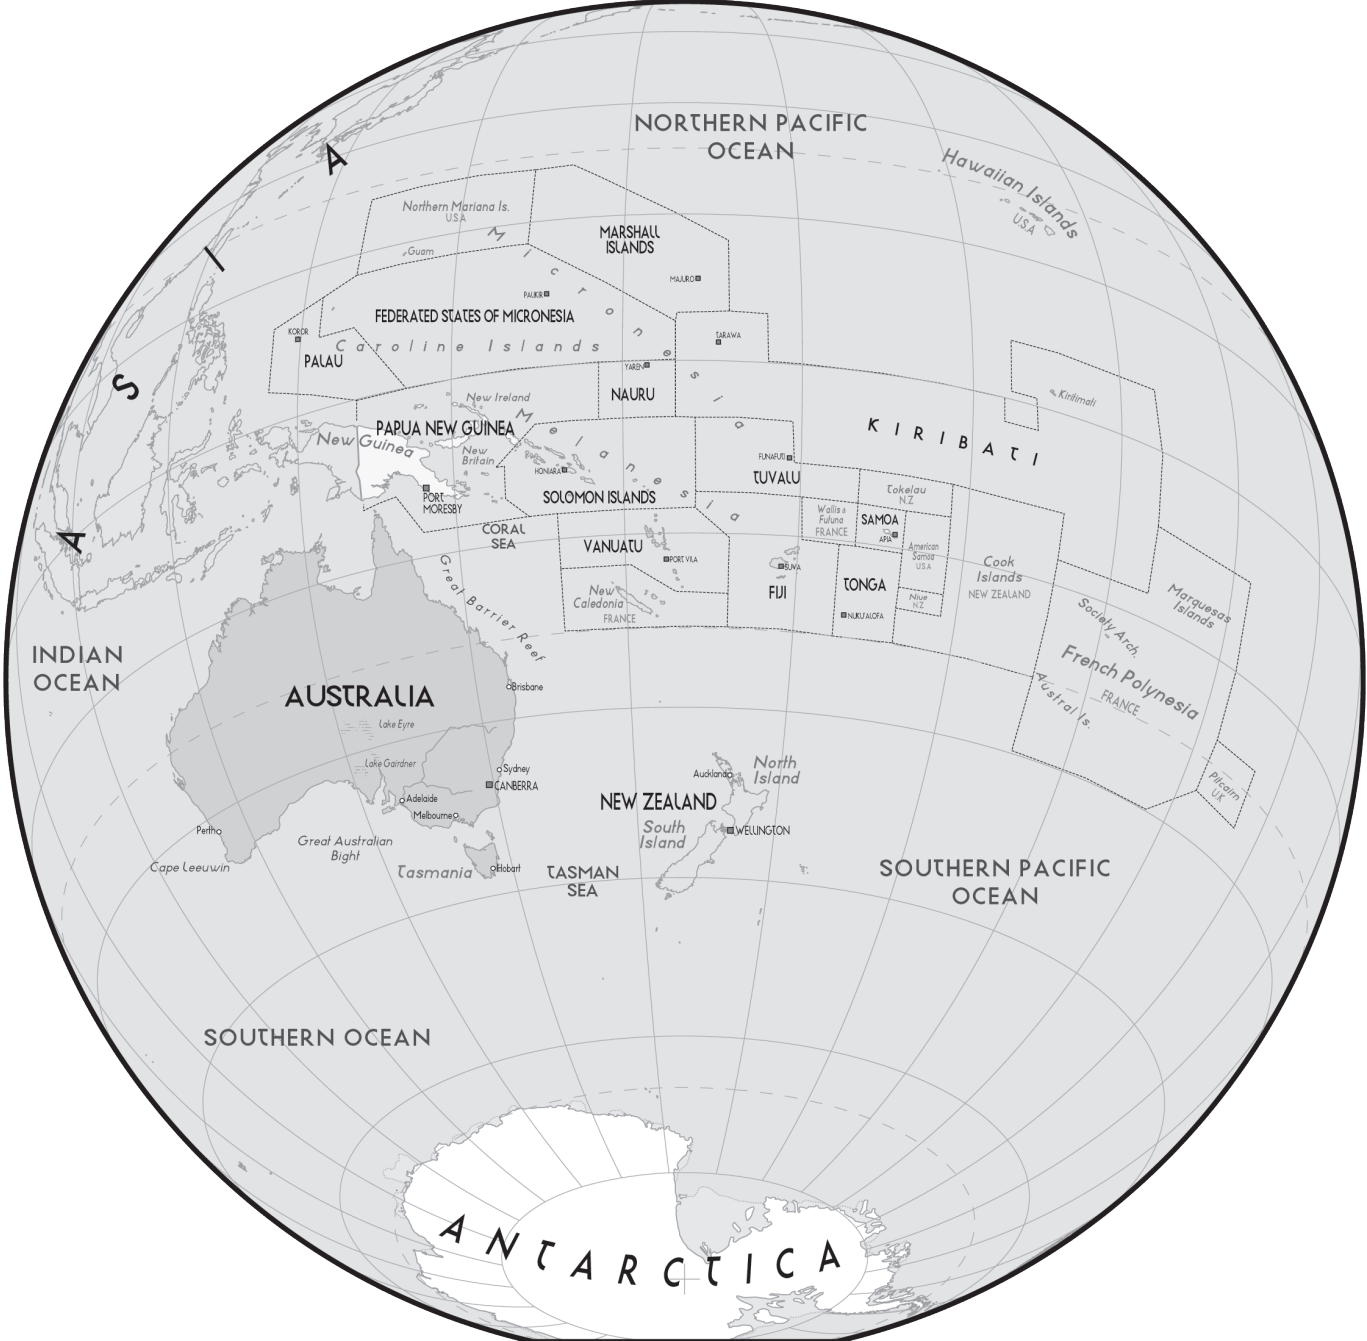 NORTHERN PACIFIC
OCEAN
Hawaiian Islands
U.S.A
ASIA
Northern Mariana Is.
U.S.A
Guam
Micronesia
MARSHALL
ISLANDS
MAJURO
PALIKIR
FEDERATED STATES OF MICRONESIA
Caroline Islands
KOROR
PALAU
TARAWA
YAREN
NAURU
KIRIBATI
Kiritimati
New Ireland
PAPUA NEW GUINEA
New Guinea
New
Britain
Melanesia
HONIARA
SOLOMON ISLANDS
PORT
MORESBY
FUNAFUTI
TUVALU
Tokelau
N.Z
Wallis &
Futuna
FRANCE
SAMOA
APIA
American
Samoa
U.S.A
CORAL
SEA
VANUATU
PORT VILA
New
Caledonia
FRANCE
SUVA
FIJI
TONGA
NUKU'ALOFA
Niue
N.Z
Cook
Islands
NEW ZEALAND
Marquesas
Islands
Society Arch.
French Polynesia
FRANCE
Austral Is.
Pitcairn
U.K
Great Barrier Reef
INDIAN
OCEAN
AUSTRALIA
Brisbane
Lake Eyre
Lake Gairdner
Sydney
CANBERRA
Adelaide
Melbourne
Perth
Cape Leeuwin
Great Australian
Bight
Tasmania
Hobart
TASMAN
SEA
Auckland
North
Island
NEW ZEALAND
South
Island
WELLINGTON
SOUTHERN PACIFIC
OCEAN
SOUTHERN OCEAN
ANTARCTICA